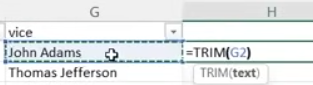 G H
vice
John Adams =TRIM(G2)
Thomas Jefferson TRIM(text)